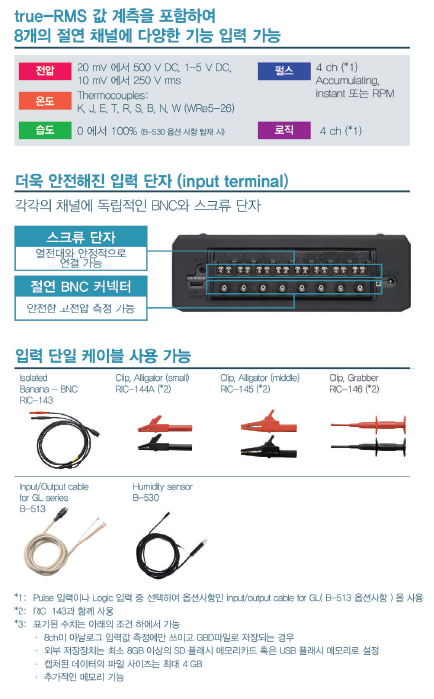 true-RMS 값 계측을 포함하여
8개의 절연 채널에 다양한 기능 입력 가능
전압 20 mV 에서 500 V DC, 1-5 V DC,
10 mV 에서 250 V rms
온도 Thermocouples:
K, J, E, T, R, S, B, N, W (WRe5-26)
습도 0 에서 100% (B-530 옵션 사항 탑재 시)
펄스 4 ch (*1)
Accumulating,
instant 또는 RPM
로직 4 ch (*1)
더욱 안전해진 입력 단자 (input terminal)
각각의 채널에 독립적인 BNC와 스크류 단자
스크류 단자
열전대와 안정적으로
연결 가능
절연 BNC 커넥터
안전한 고전압 측정 가능
입력 단일 케이블 사용 가능
Isolated
Banana - BNC
RIC-143
Clip, Alligator (small)
RIC-144A (*2)
Clip, Alligator (middle)
RIC-145 (*2)
Clip, Grabber
RIC-146 (*2)
Input/Output cable
for GL series
B-513
Humidity sensor
B-530
*1: Pulse 입력이나 Logic 입력 중 선택하여 옵션사항인 input/output cable for GL( B-513 옵션사항 ) 을 사용
*2: RIC 143과 함께 사용
*3: 표기된 수치는 아래의 조건 하에서 가능
· 8ch이 아날로그 입력값 측정에만 쓰이고 GBD파일로 저장되는 경우
· 외부 저장장치는 최소 8GB 이상의 SD 플래시 메모리카드 혹은 USB 플래시 메모리로 설정
· 캡처된 데이터의 파일 사이즈는 최대 4 GB
· 추가적인 메모리 기능